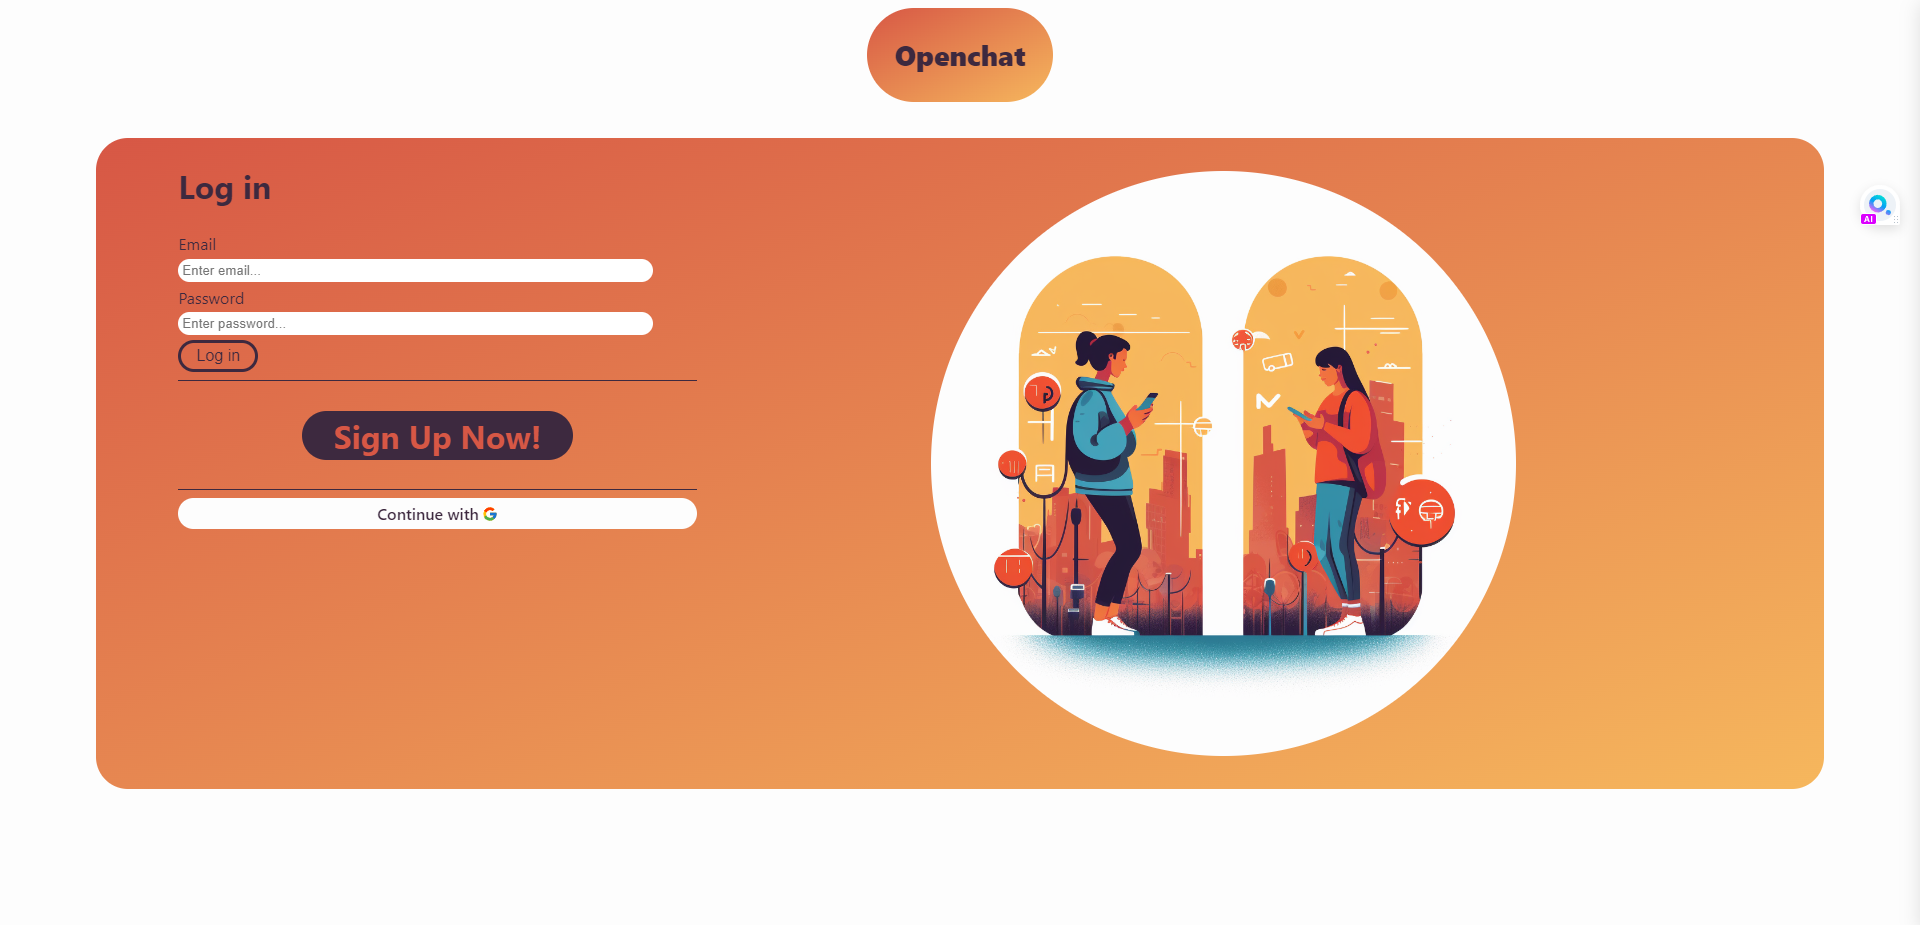 Openchat
Log in
Email
Enter email...
Password
Enter password...
Log in
Sign Up Now!
Continue with
AI